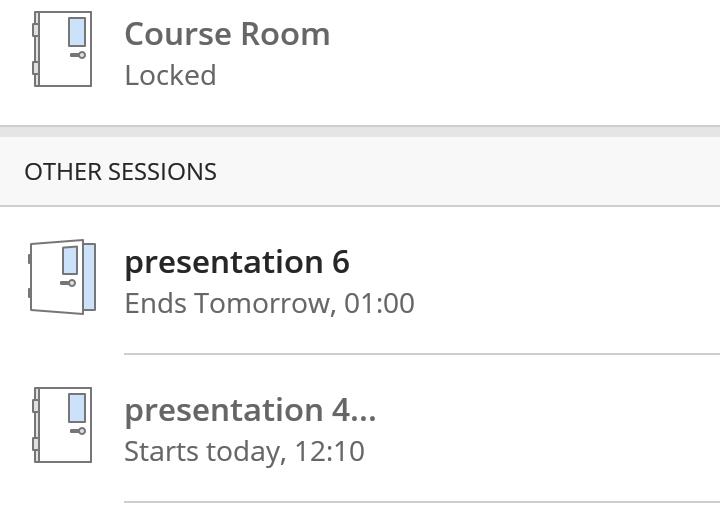 Course Room
Locked
OTHER SESSIONS
presentation 6
Ends Tomorrow, 01:00
presentation 4...
Starts today, 12:10